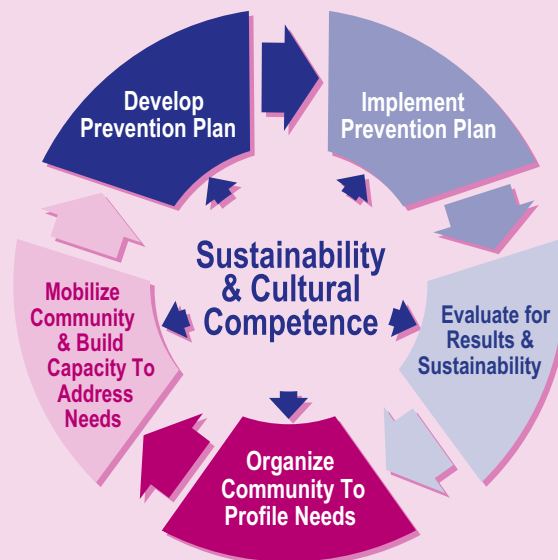 Develop
Prevention Plan
Implement
Prevention Plan
Sustainability
& Cultural
Competence
Mobilize
Community
& Build
Capacity To
Address
Needs
Evaluate for
Results &
Sustainability
Organize
Community To
Profile Needs